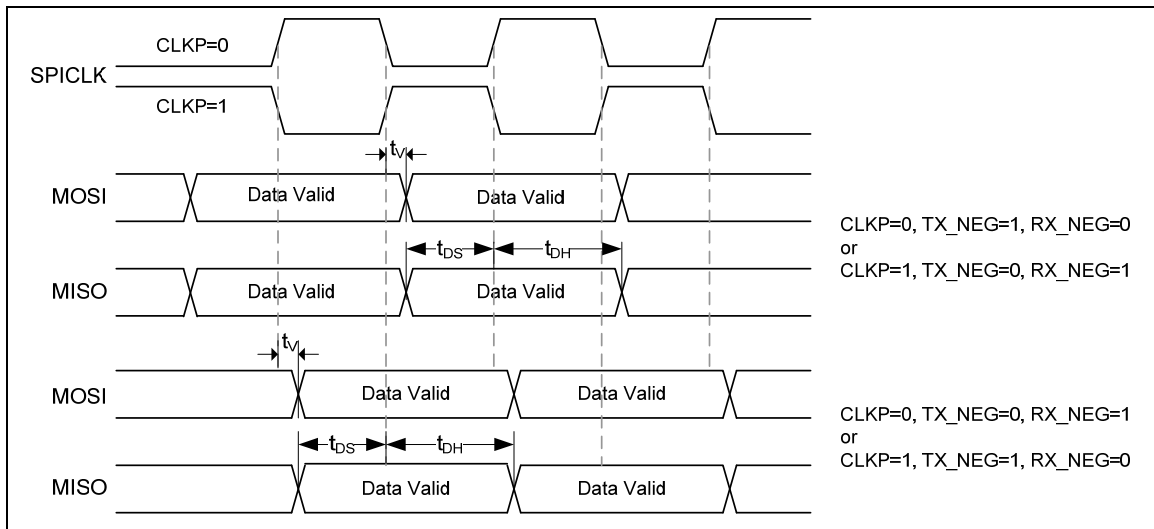 CLKP=0
SPICLK
CLKP=1
tV
MOSI
Data Valid
Data Valid
tDS
tDH
MISO
Data Valid
Data Valid
CLKP=0, TX_NEG=1, RX_NEG=0
or
CLKP=1, TX_NEG=0, RX_NEG=1
tV
MOSI
Data Valid
Data Valid
tDS
tDH
MISO
Data Valid
Data Valid
CLKP=0, TX_NEG=0, RX_NEG=1
or
CLKP=1, TX_NEG=1, RX_NEG=0